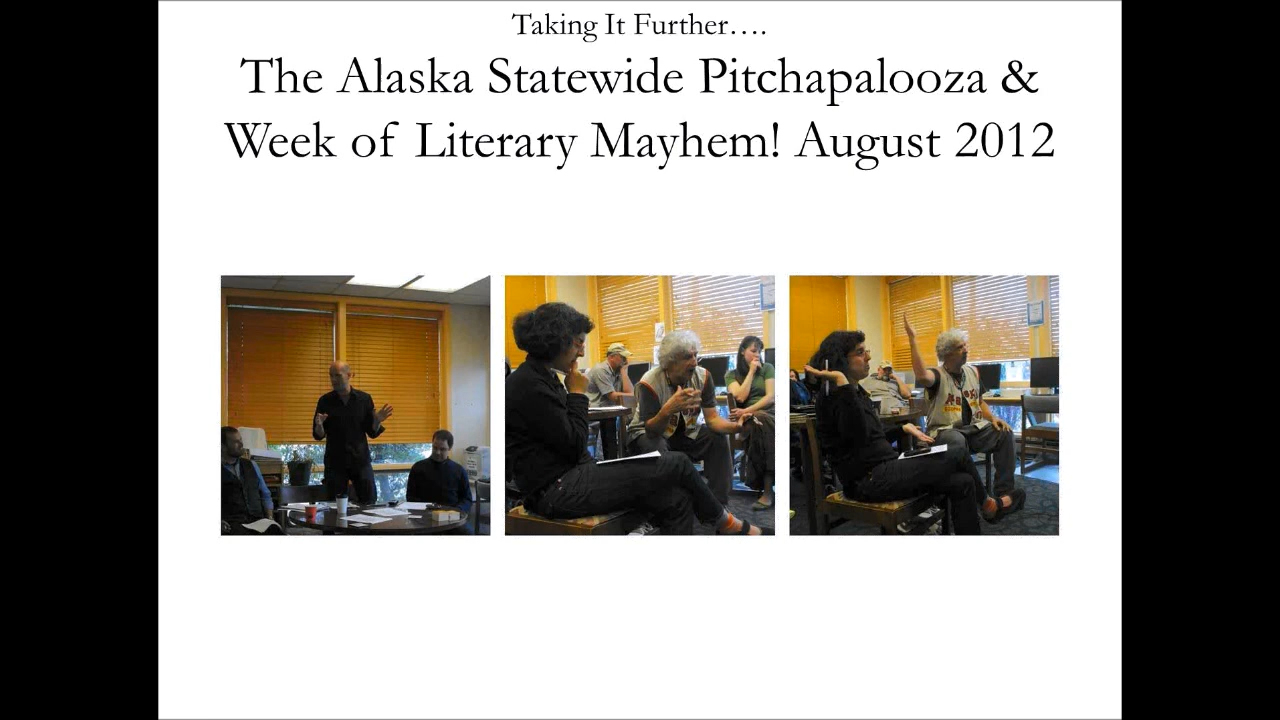 Taking It Further….
The Alaska Statewide Pitchapalooza &
Week of Literary Mayhem! August 2012